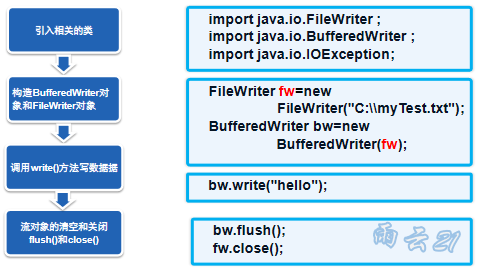 引入相关的类
import java.io.FileWriter ;
import java.io.BufferedWriter ;
import java.io.IOException;
构造BufferedWriter对
象和FileWriter对象
FileWriter fw=new
FileWriter("C:\\myTest.txt");
BufferedWriter bw=new
BufferedWriter(fw);
调用write()方法写数据据
bw.write("hello");
流对象的清空和关闭
flush()和close()
bw.flush();
fw.close();
雨云21